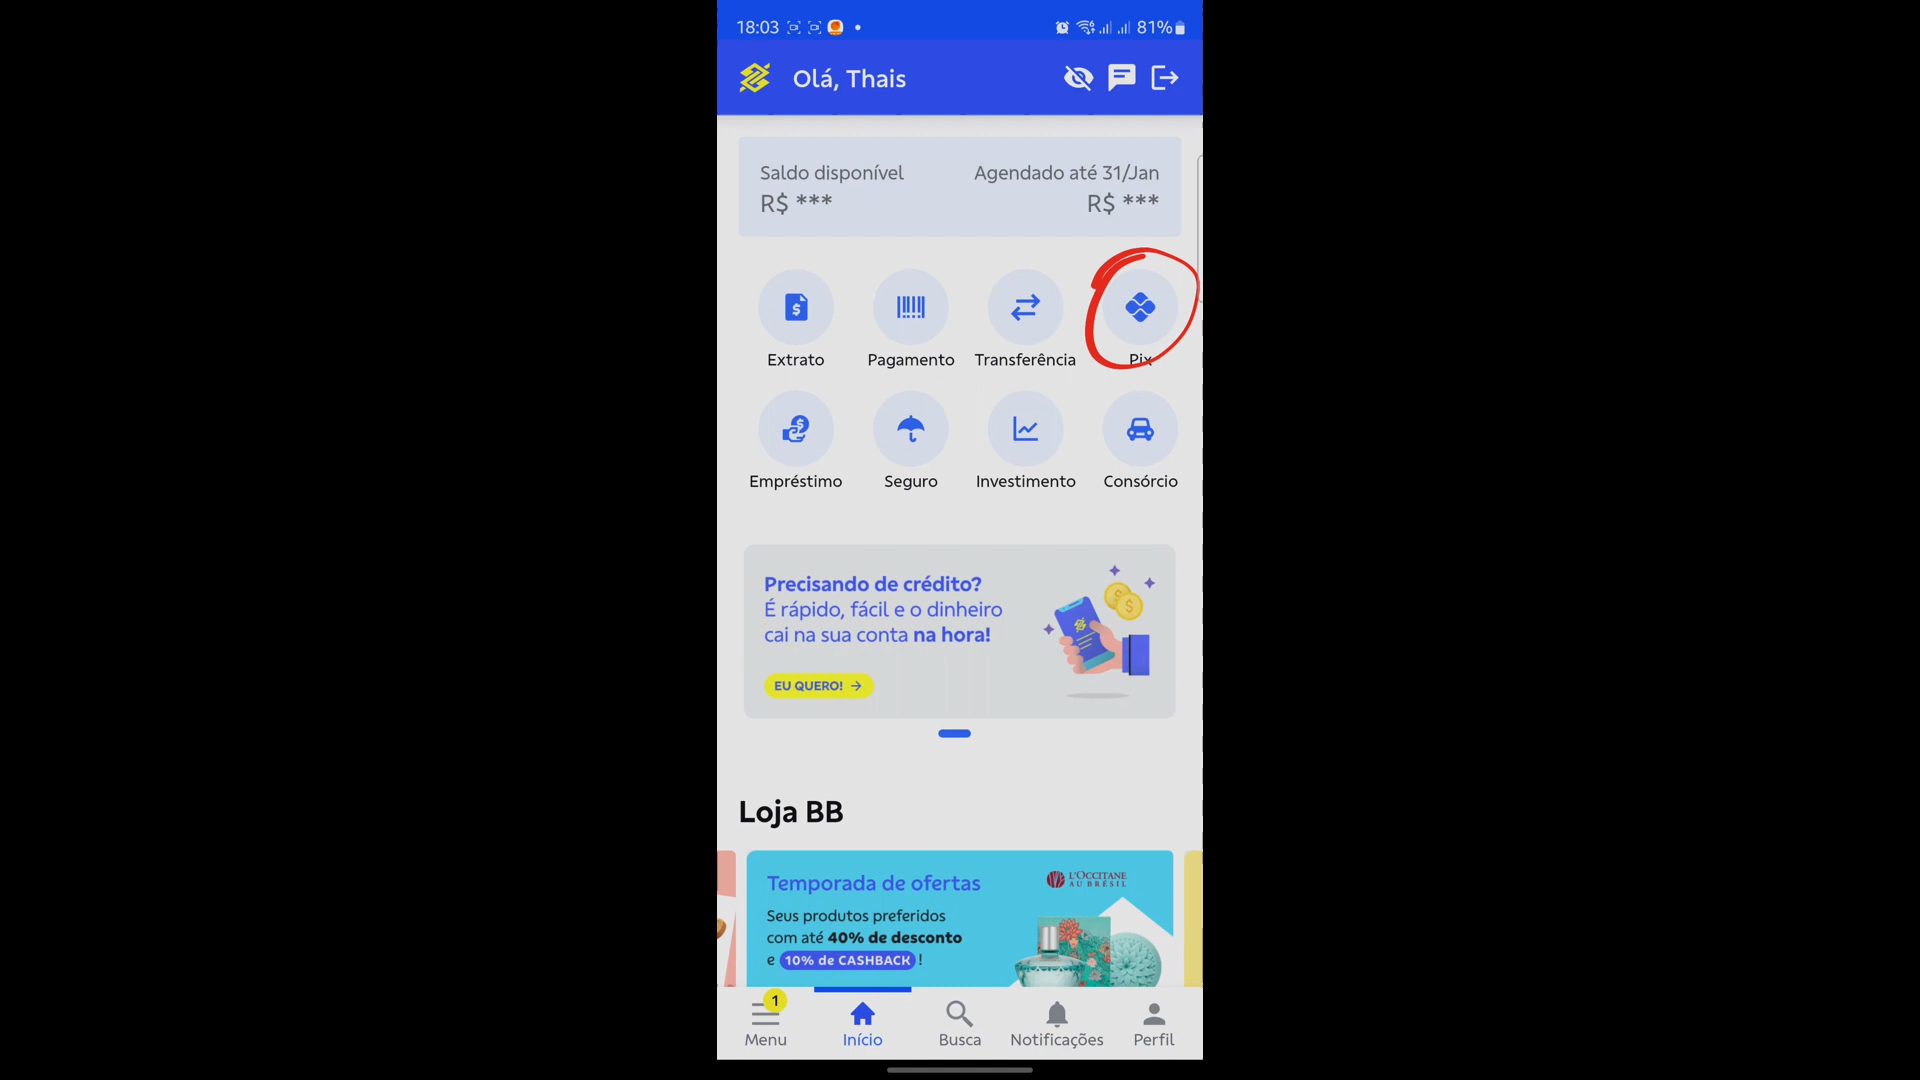 18:03
81%
Olá, Thais
Saldo disponível
Agendado até 31/Jan
R$ ***
R$ ***
Extrato
Pagamento
Transferência
Pix
Empréstimo
Seguro
Investimento
Consórcio
Precisando de crédito?
É rápido, fácil e o dinheiro
cai na sua conta na hora!
EU QUERO!
Loja BB
Temporada de ofertas
L'OCCITANE
AU BRÉSIL
Seus produtos preferidos
com até 40% de desconto
e 10% de CASHBACK !
1
Menu
Início
Busca
Notificações
Perfil